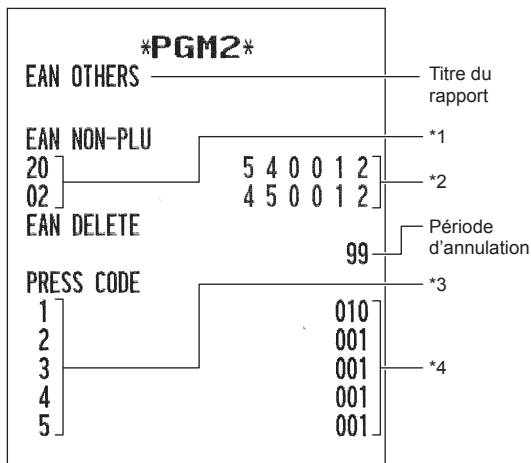 *PGM2*
EAN OTHERS
Titre du
rapport
EAN NON-PLU
*1
20 5 4 0 0 1 2
02 4 5 0 0 1 2
*2
EAN DELETE
99
Période
d'annulation
PRESS CODE
*3
1 010
2 001
3 001
4 001
5 001
*4